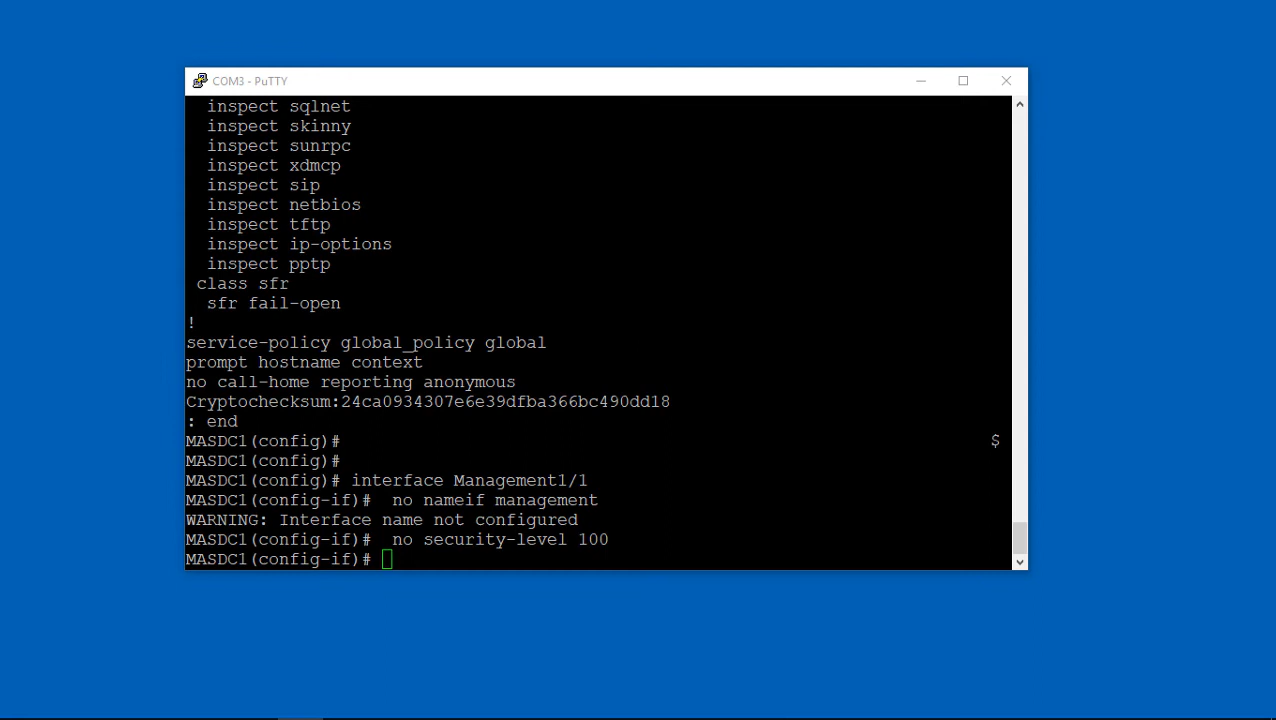 COM3 - PuTTY
inspect sqlnet
inspect skinny
inspect sunrpc
inspect xdmcp
inspect sip
inspect netbios
inspect tftp
inspect ip-options
inspect pptp
class sfr
sfr fail-open
!
service-policy global_policy global
prompt hostname context
no call-home reporting anonymous
Cryptochecksum:24ca0934307e6e39dfba366bc490dd18
: end
MASDC1(config)# $
MASDC1(config)#
MASDC1(config)# interface Management1/1
MASDC1(config-if)#  no nameif management
WARNING: Interface name not configured
MASDC1(config-if)#  no security-level 100
MASDC1(config-if)#